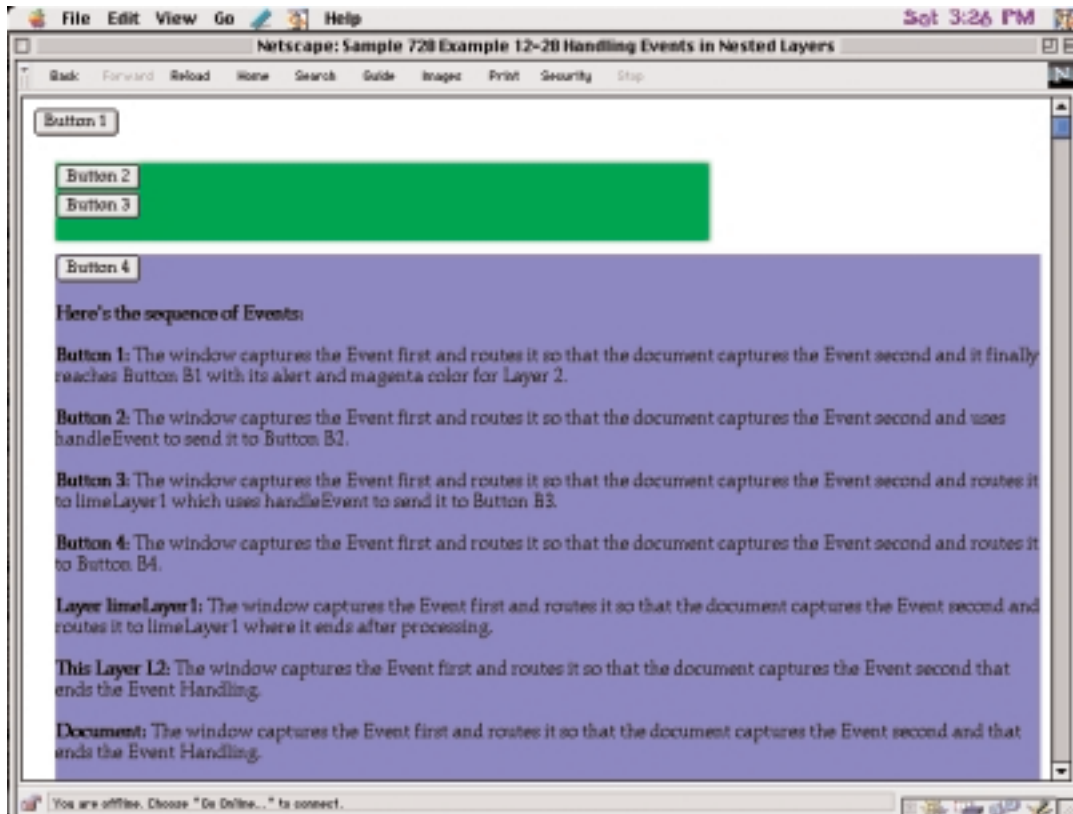 File Edit View Go Help Sat 3:26 PM
Netscape: Sample 728 Example 12-28 Handling Events in Nested Layers
Back Forward Reload Home Search Guide Images Print Security Stop
Button 1
Button 2
Button 3
Button 4
Here's the sequence of Events:
Button 1: The window captures the Event first and routes it so that the document captures the Event second and it finally
reaches Button B1 with its alert and magenta color for Layer 2.
Button 2: The window captures the Event first and routes it so that the document captures the Event second and uses
handleEvent to send it to Button B2.
Button 3: The window captures the Event first and routes it so that the document captures the Event second and routes it
to limeLayer1 which uses handleEvent to send it to Button B3.
Button 4: The window captures the Event first and routes it so that the document captures the Event second and routes it
to Button B4.
Layer limeLayer1: The window captures the Event first and routes it so that the document captures the Event second and
routes it to limeLayer1 where it ends after processing.
This Layer L2: The window captures the Event first and routes it so that the document captures the Event second that
ends the Event Handling.
Document: The window captures the Event first and routes it so that the document captures the Event second and that
ends the Event Handling.
You are offline. Choose "Go Online..." to connect.